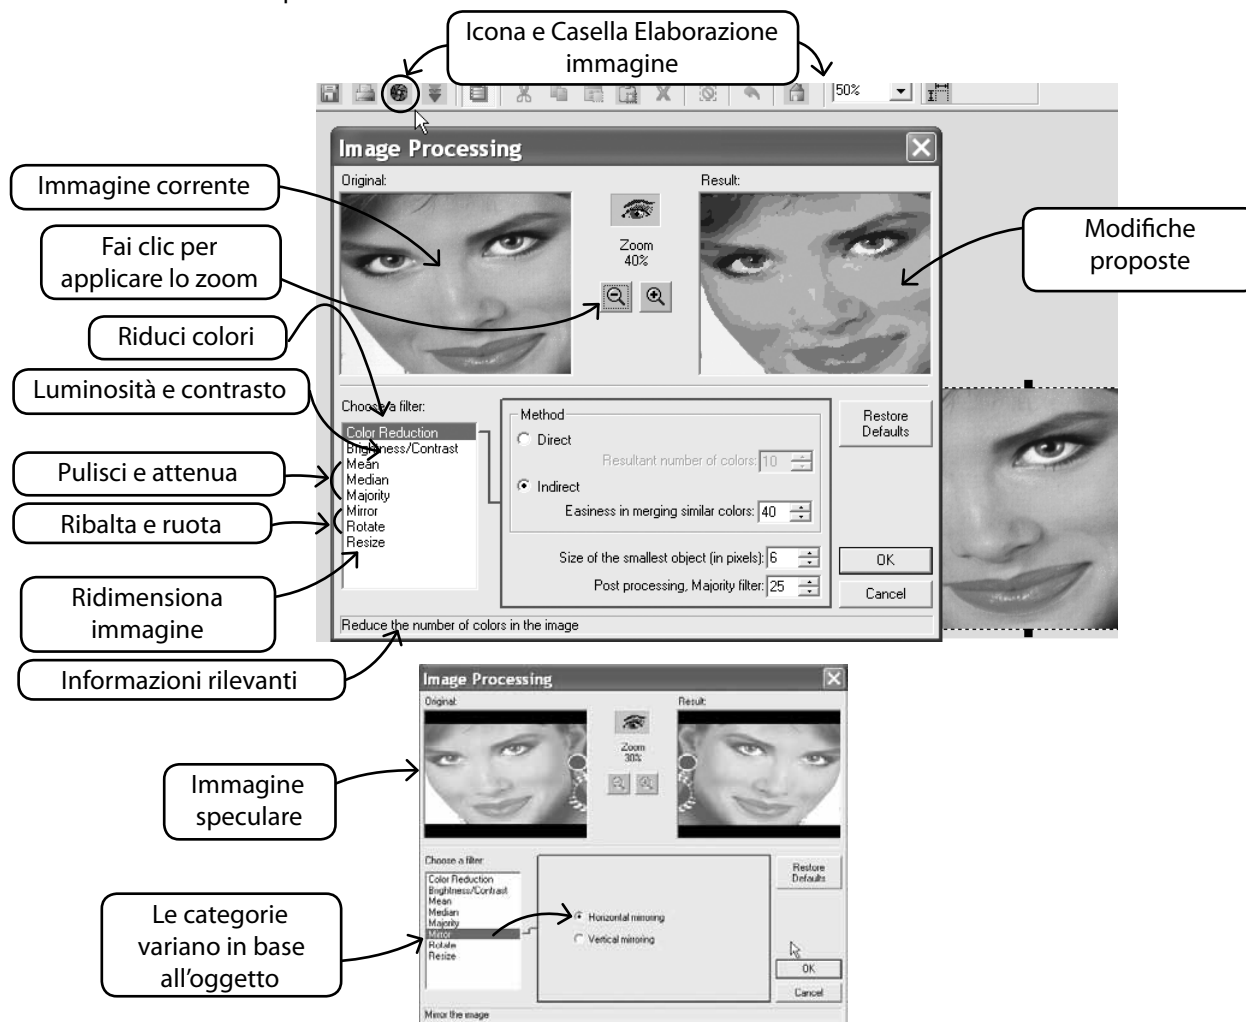 Icona e Casella Elaborazione
immagine
50%
Image Processing
Original:
Result:
Immagine corrente
Zoom
40%
Modifiche
proposte
Fai clic per
applicare lo zoom
Riduci colori
Luminosità e contrasto
Pulisci e attenua
Ribalta e ruota
Ridimensiona
immagine
Informazioni rilevanti
Choose a filter:
Color Reduction
Brightness/Contrast
Mean
Median
Majority
Mirror
Rotate
Resize
Method
Direct
Resultant number of colors: 10
Indirect
Easiness in merging similar colors: 40
Size of the smallest object (in pixels): 6
Post processing, Majority filter: 25
Restore
Defaults
OK
Cancel
Reduce the number of colors in the image
Image Processing
Original:
Result:
Zoom
30%
Immagine
speculare
Choose a filter:
Color Reduction
Brightness/Contrast
Mean
Median
Majority
Mirror
Rotate
Resize
Le categorie
variano in base
all'oggetto
Horizontal mirroring
Vertical mirroring
Restore
Defaults
OK
Cancel
Mirror the image